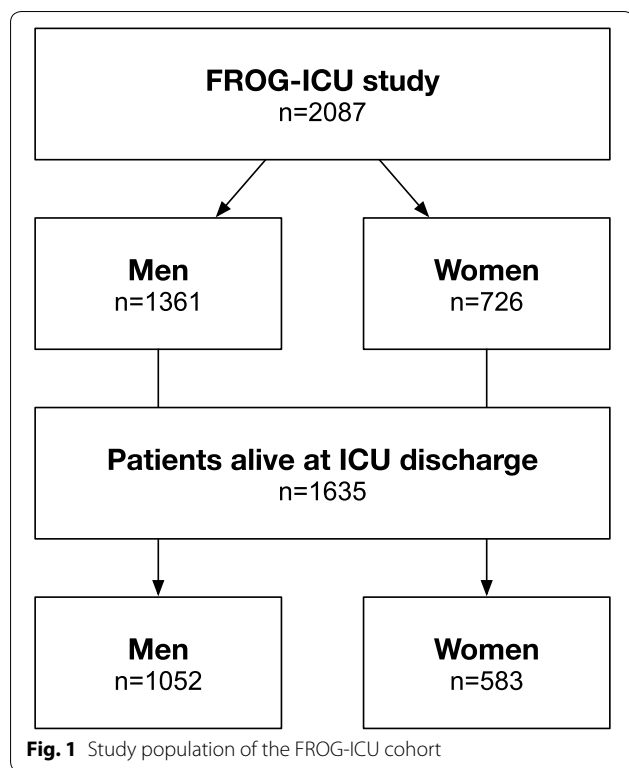 FROG-ICU study
n=2087
Men
n=1361
Women
n=726
Patients alive at ICU discharge
n=1635
Men
n=1052
Women
n=583
Fig. 1 Study population of the FROG-ICU cohort